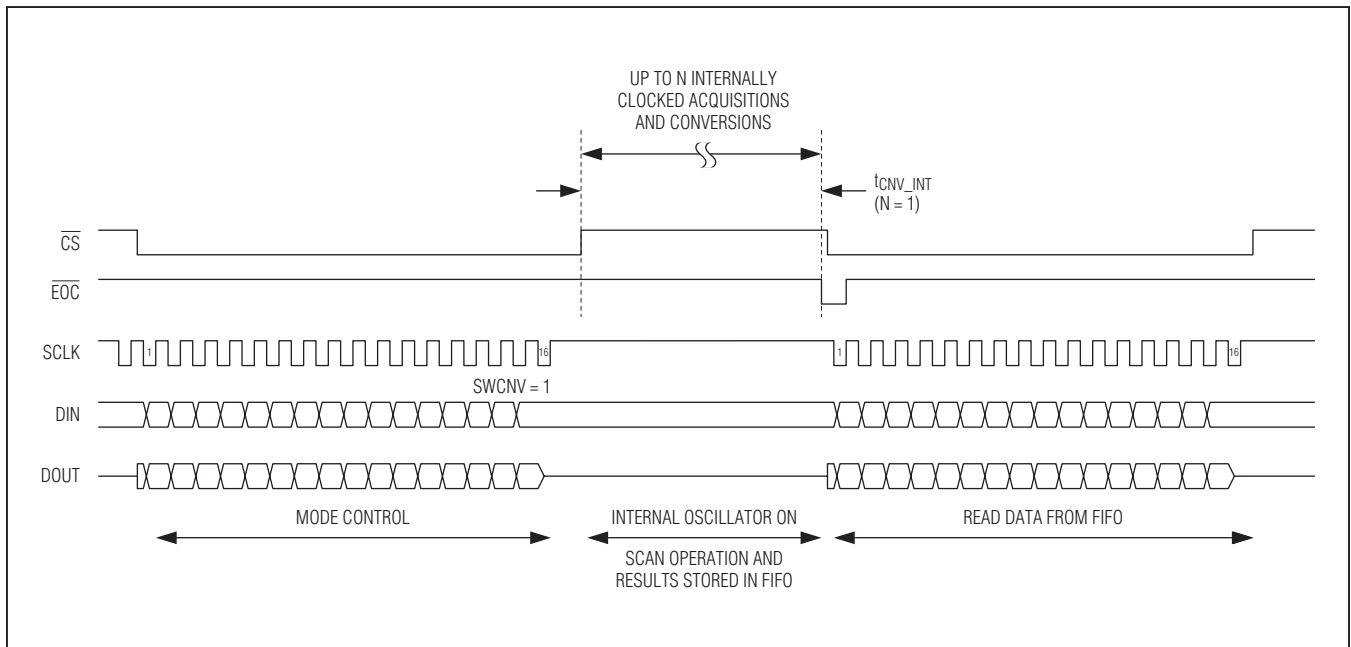 UP TO N INTERNALLY
CLOCKED ACQUISITIONS
AND CONVERSIONS
tCNV_INT
(N = 1)
CS
EOC
SCLK
1
16
1
16
SWCNV = 1
DIN
DOUT
MODE CONTROL
INTERNAL OSCILLATOR ON
READ DATA FROM FIFO
SCAN OPERATION AND
RESULTS STORED IN FIFO